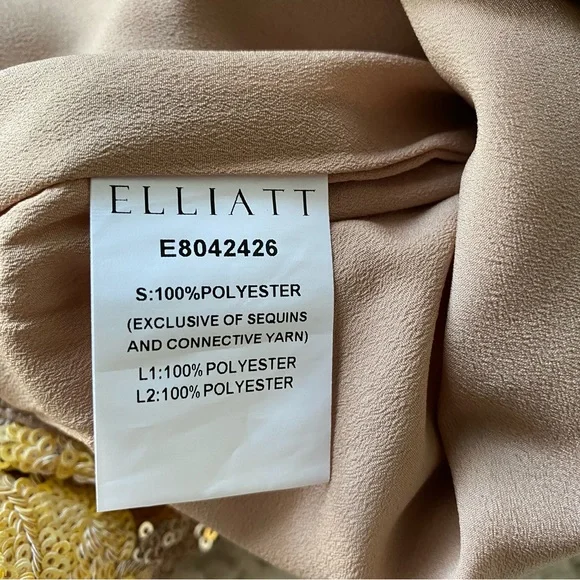 ELLIATT
E8042426
S:100%POLYESTER
(EXCLUSIVE OF SEQUINS
AND CONNECTIVE YARN)
L1:100% POLYESTER
L2:100% POLYESTER